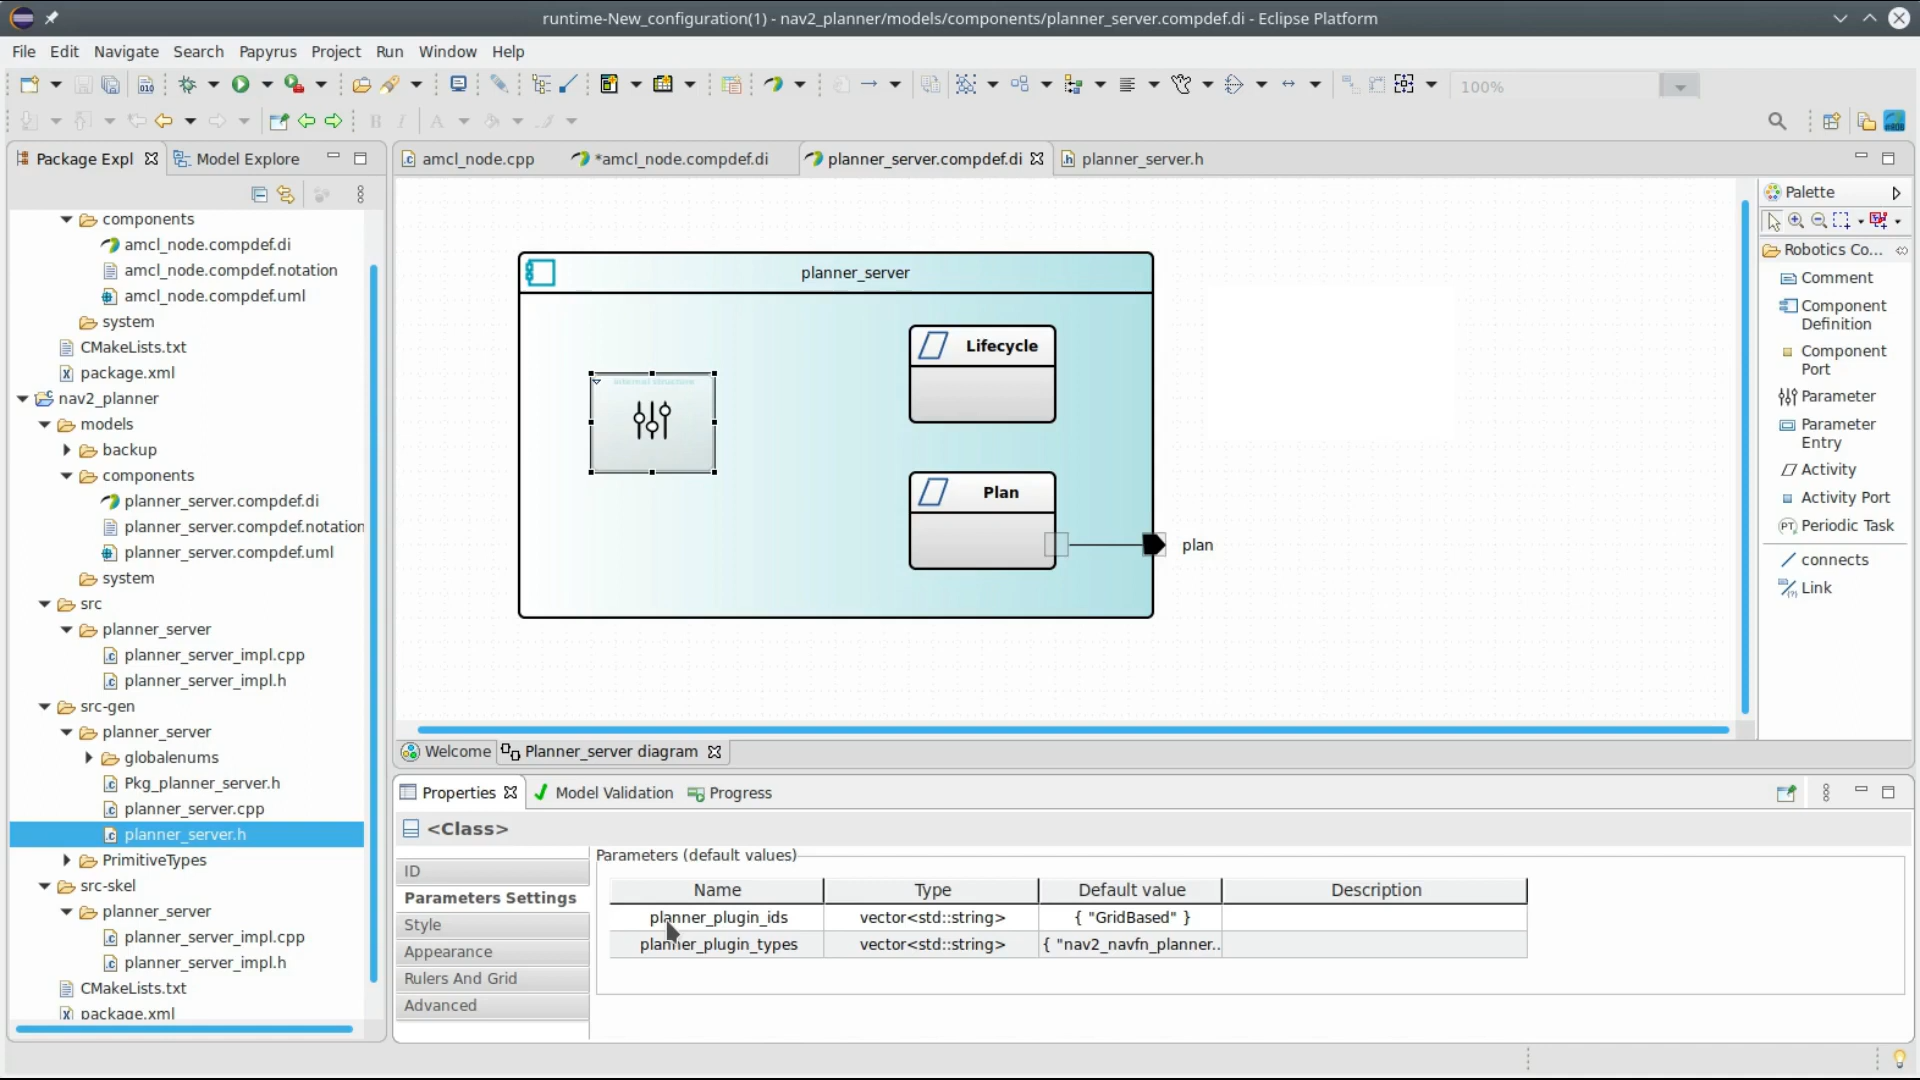 runtime-New_configuration(1) - nav2_planner/models/components/planner_server.compdef.di - Eclipse Platform
File Edit Navigate Search Papyrus Project Run Window Help
100%
Package Expl
Model Explore
amcl_node.cpp
*amcl_node.compdef.di
planner_server.compdef.di
planner_server.h
components
amcl_node.compdef.di
amcl_node.compdef.notation
amcl_node.compdef.uml
system
CMakeLists.txt
package.xml
nav2_planner
models
backup
components
planner_server.compdef.di
planner_server.compdef.notation
planner_server.compdef.uml
system
src
planner_server
planner_server_impl.cpp
planner_server_impl.h
src-gen
planner_server
globalenums
Pkg_planner_server.h
planner_server.cpp
planner_server.h
PrimitiveTypes
src-skel
planner_server
planner_server_impl.cpp
planner_server_impl.h
CMakeLists.txt
package.xml
planner_server
internal structure
Lifecycle
Plan
plan
Palette
Robotics Co...
Comment
Component
Definition
Component
Port
Parameter
Parameter
Entry
Activity
Activity Port
PT Periodic Task
connects
Link
Welcome
Planner_server diagram
Properties
Model Validation
Progress
<Class>
ID
Parameters Settings
Style
Appearance
Rulers And Grid
Advanced
Parameters (default values)
Name Type Default value Description
planner_plugin_ids vector<std::string> { "GridBased" }
planner_plugin_types vector<std::string> { "nav2_navfn_planner..